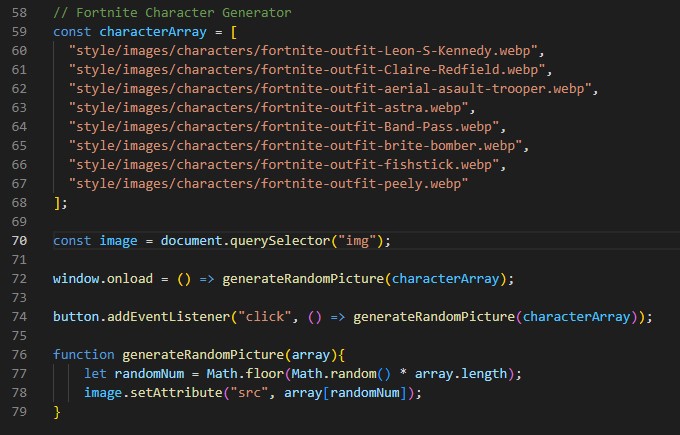 58 // Fortnite Character Generator
59 const characterArray = [
60 "style/images/characters/fortnite-outfit-Leon-S-Kennedy.webp",
61 "style/images/characters/fortnite-outfit-Claire-Redfield.webp",
62 "style/images/characters/fortnite-outfit-aerial-asault-trooper.webp",
63 "style/images/characters/fortnite-outfit-astra.webp",
64 "style/images/characters/fortnite-outfit-Band-Pass.webp",
65 "style/images/characters/fortnite-outfit-brite-bomber.webp",
66 "style/images/characters/fortnite-outfit-fishstick.webp",
67 "style/images/characters/fortnite-outfit-peely.webp"
68 ];
69
70 const image = document.querySelector("img");
71
72 window.onload = () => generateRandomPicture(characterArray);
73
74 button.addEventListener("click", () => generateRandomPicture(characterArray));
75
76 function generateRandomPicture(array){
77 let randomNum = Math.floor(Math.random() * array.length);
78 image.setAttribute("src", array[randomNum]);
79 }